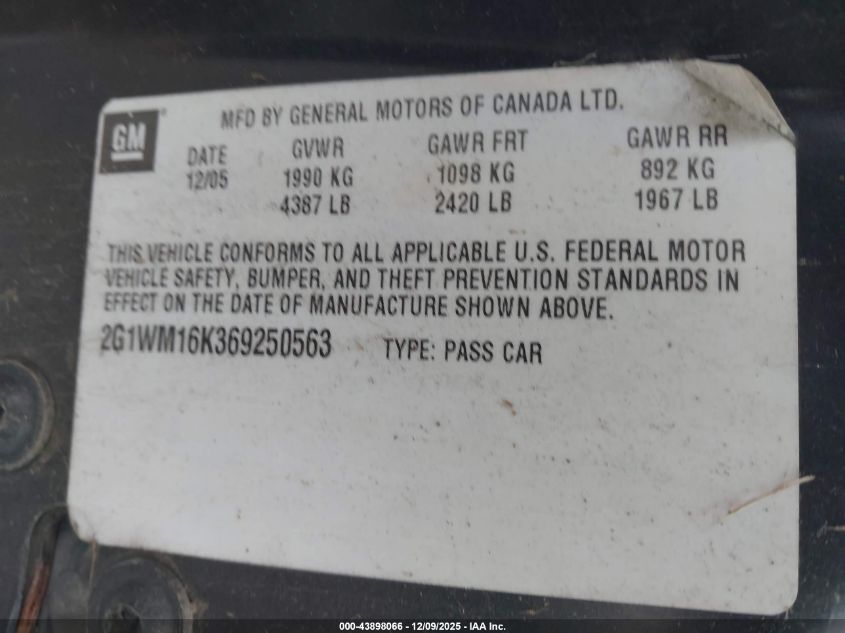 MFD BY GENERAL MOTORS OF CANADA LTD.
GM®
DATE GVWR GAWR FRT GAWR RR
12/05 1990 KG 1098 KG 892 KG
4387 LB 2420 LB 1967 LB
THIS VEHICLE CONFORMS TO ALL APPLICABLE U.S. FEDERAL MOTOR
VEHICLE SAFETY, BUMPER, AND THEFT PREVENTION STANDARDS IN
EFFECT ON THE DATE OF MANUFACTURE SHOWN ABOVE.
2G1WM16K369250563 TYPE: PASS CAR
000-43898066 - 12/09/2025 - IAA Inc.